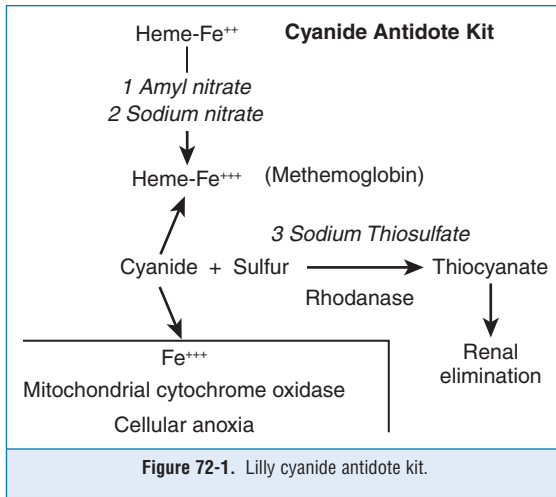 Heme-Fe++ Cyanide Antidote Kit
1 Amyl nitrate
2 Sodium nitrate
Heme-Fe+++ (Methemoglobin)
3 Sodium Thiosulfate
Cyanide + Sulfur Thiocyanate
Rhodanase
Fe+++
Mitochondrial cytochrome oxidase
Cellular anoxia
Renal
elimination
Figure 72-1. Lilly cyanide antidote kit.